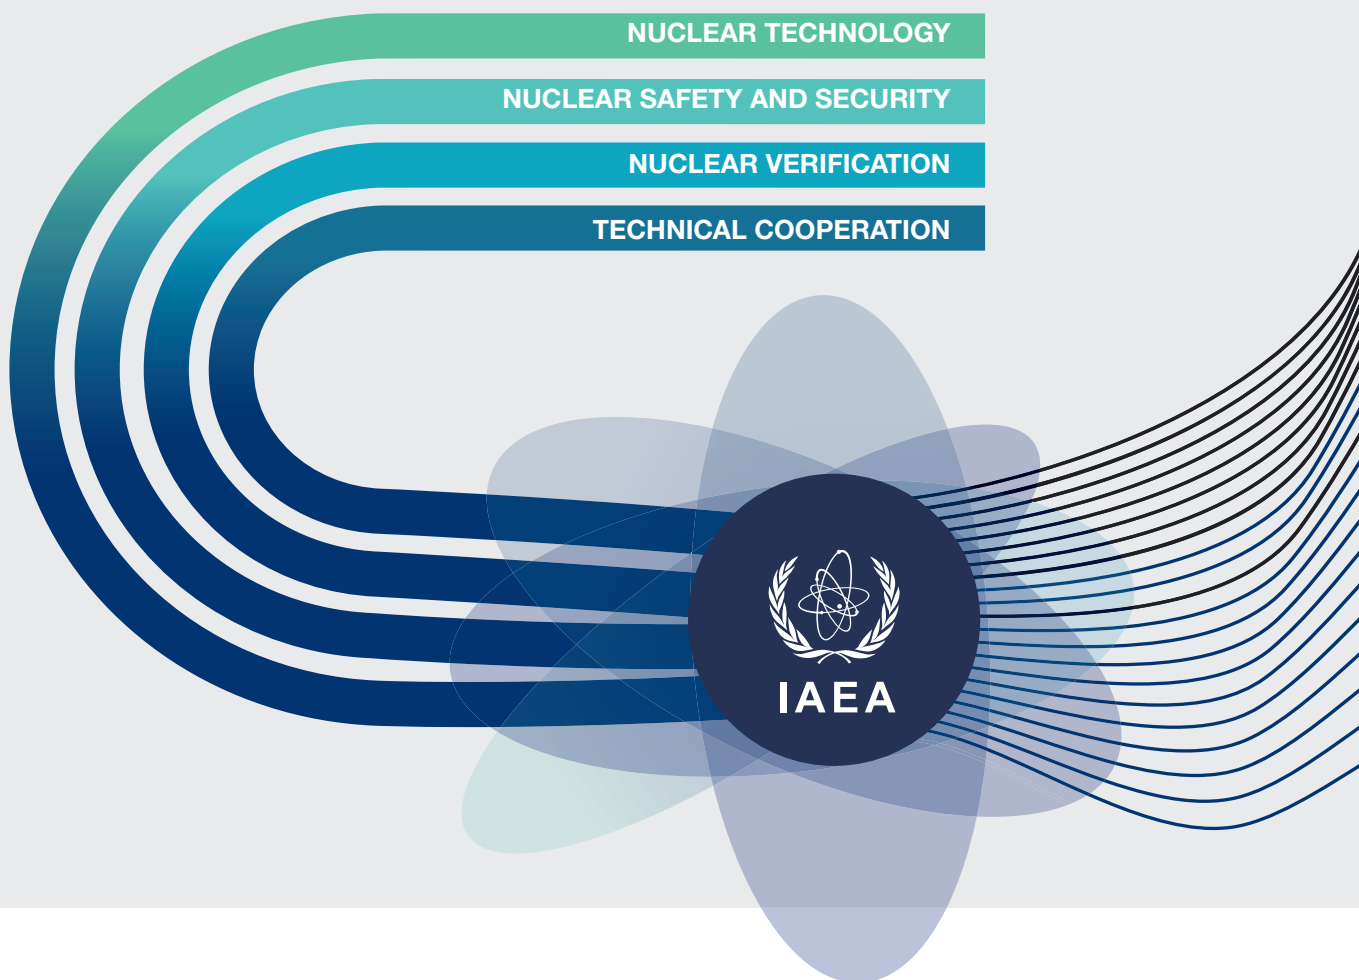 NUCLEAR TECHNOLOGY
NUCLEAR SAFETY AND SECURITY
NUCLEAR VERIFICATION
TECHNICAL COOPERATION
IAEA